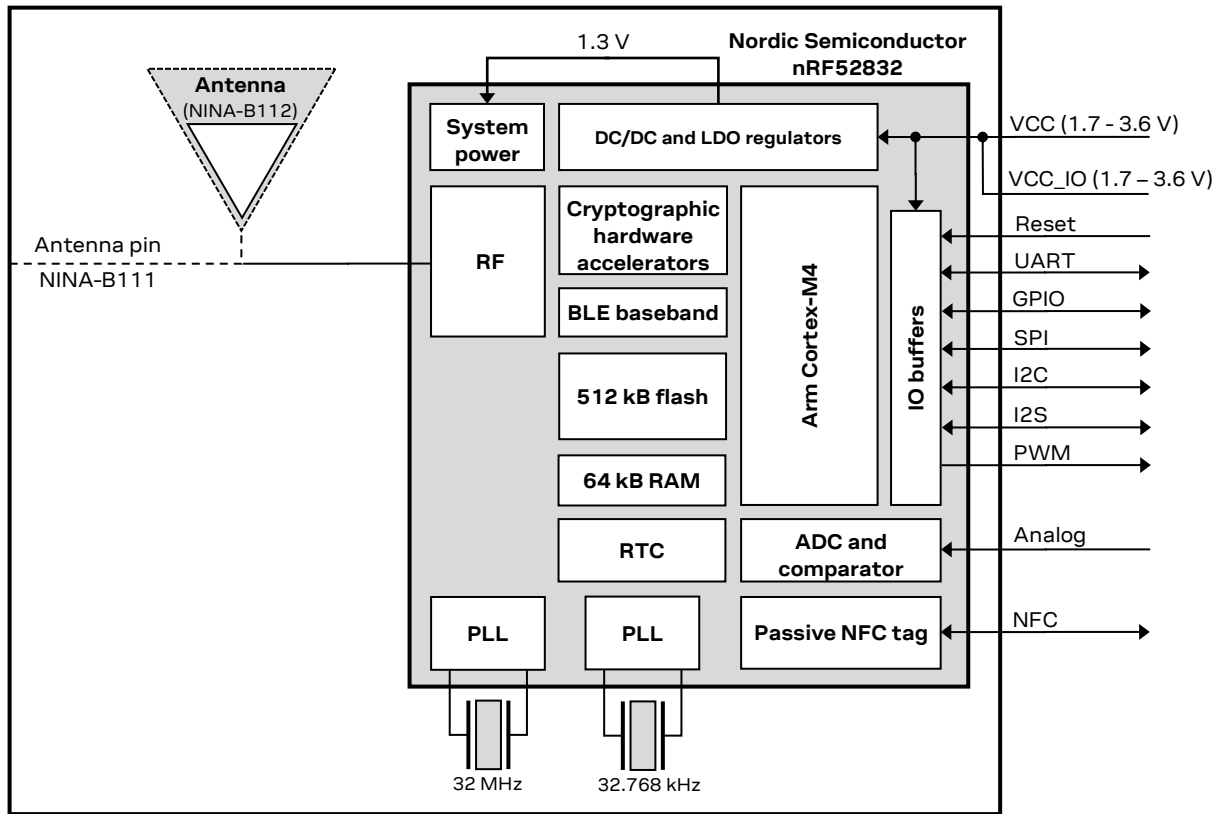 1.3 V
Nordic Semiconductor
nRF52832
Antenna
(NINA-B112)
System
power
DC/DC and LDO regulators
VCC (1.7 - 3.6 V)
VCC_IO (1.7 – 3.6 V)
Antenna pin
NINA-B111
RF
Cryptographic
hardware
accelerators
BLE baseband
512 kB flash
64 kB RAM
RTC
Arm Cortex-M4
IO buffers
Reset
UART
GPIO
SPI
I2C
I2S
PWM
ADC and
comparator
Analog
PLL
PLL
Passive NFC tag
NFC
32 MHz
32.768 kHz